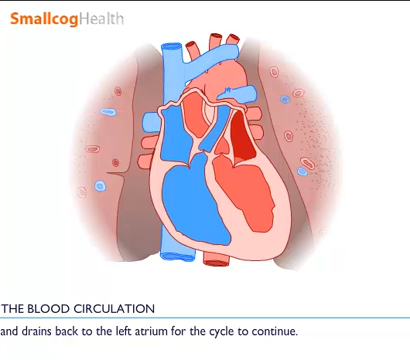 SmallcogHealth
THE BLOOD CIRCULATION
and drains back to the left atrium for the cycle to continue.